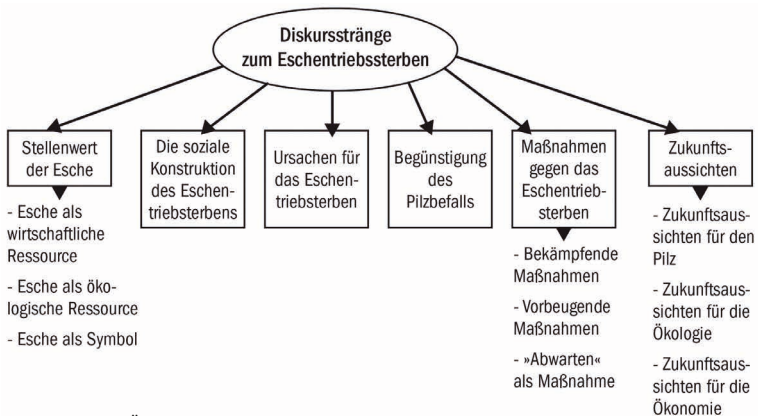 Diskursstränge
zum Eschentriebssterben
Stellenwert
der Esche
- Esche als
wirtschaftliche
Ressource
- Esche als öko-
logische Ressource
- Esche als Symbol
Die soziale
Konstruktion
des Eschen-
triebsterbens
Ursachen für
das Eschen-
triebsterben
Begünstigung
des
Pilzbefalls
Maßnahmen
gegen das
Eschentrieb-
sterben
- Bekämpfende
Maßnahmen
- Vorbeugende
Maßnahmen
- »Abwarten«
als Maßnahme
Zukunfts-
aussichten
- Zukunftsaus-
sichten für den
Pilz
- Zukunftsaus-
sichten für die
Ökologie
- Zukunftsaus-
sichten für die
Ökonomie